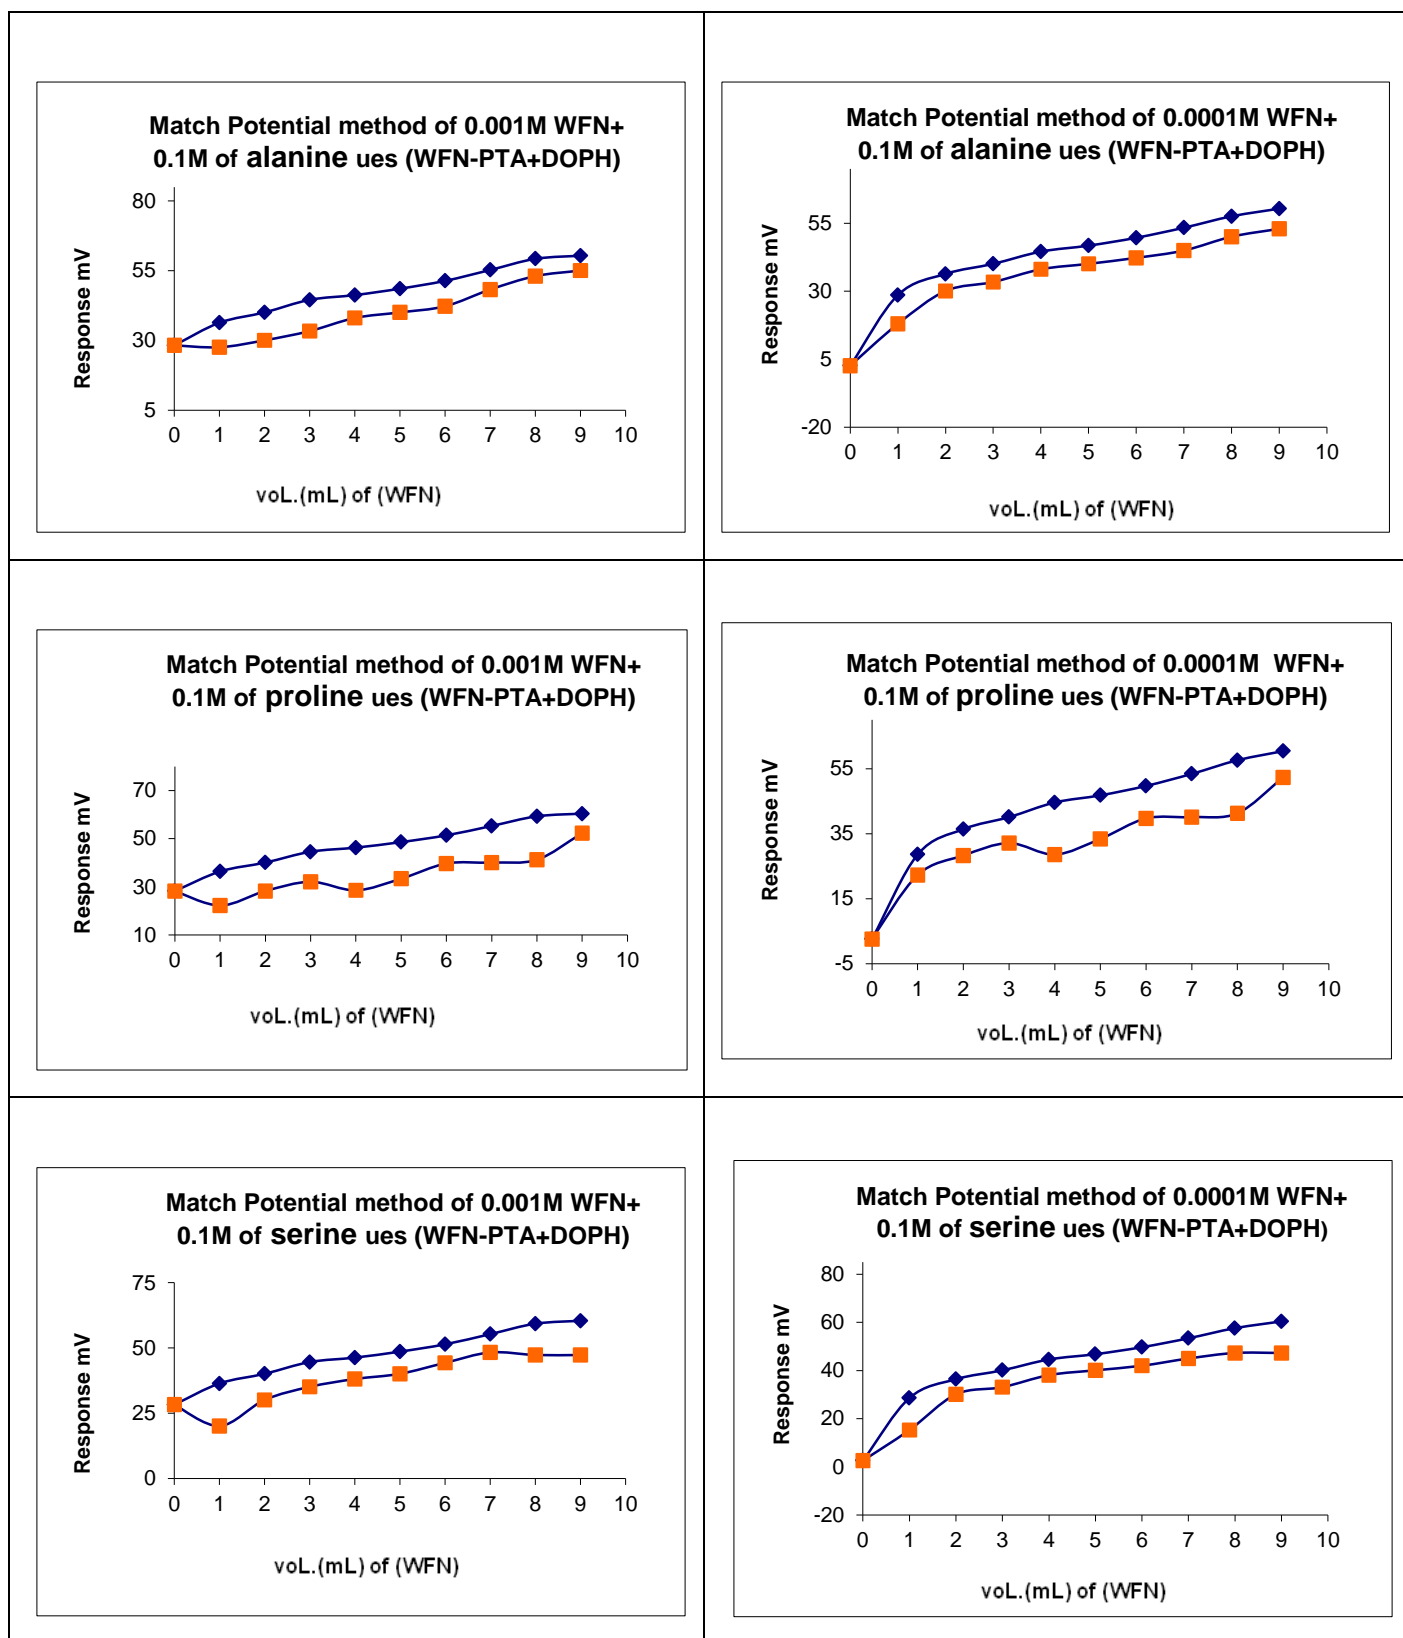 Match Potential method of 0.001M WFN+
0.1M of alanine ues (WFN-PTA+DOPH)
80
55
30
5
Response mV
0 1 2 3 4 5 6 7 8 9 10
voL.(mL) of (WFN)
Match Potential method of 0.0001M WFN+
0.1M of alanine ues (WFN-PTA+DOPH)
55
30
5
-20
Response mV
0 1 2 3 4 5 6 7 8 9 10
voL.(mL) of (WFN)
Match Potential method of 0.001M WFN+
0.1M of proline ues (WFN-PTA+DOPH)
70
50
30
10
Response mV
0 1 2 3 4 5 6 7 8 9 10
voL.(mL) of (WFN)
Match Potential method of 0.0001M WFN+
0.1M of proline ues (WFN-PTA+DOPH)
55
35
15
-5
Response mV
0 1 2 3 4 5 6 7 8 9 10
voL.(mL) of (WFN)
Match Potential method of 0.001M WFN+
0.1M of serine ues (WFN-PTA+DOPH)
75
50
25
0
Response mV
0 1 2 3 4 5 6 7 8 9 10
voL.(mL) of (WFN)
Match Potential method of 0.0001M WFN+
0.1M of serine ues (WFN-PTA+DOPH)
80
60
40
20
0
-20
Response mV
0 1 2 3 4 5 6 7 8 9 10
voL.(mL) of (WFN)